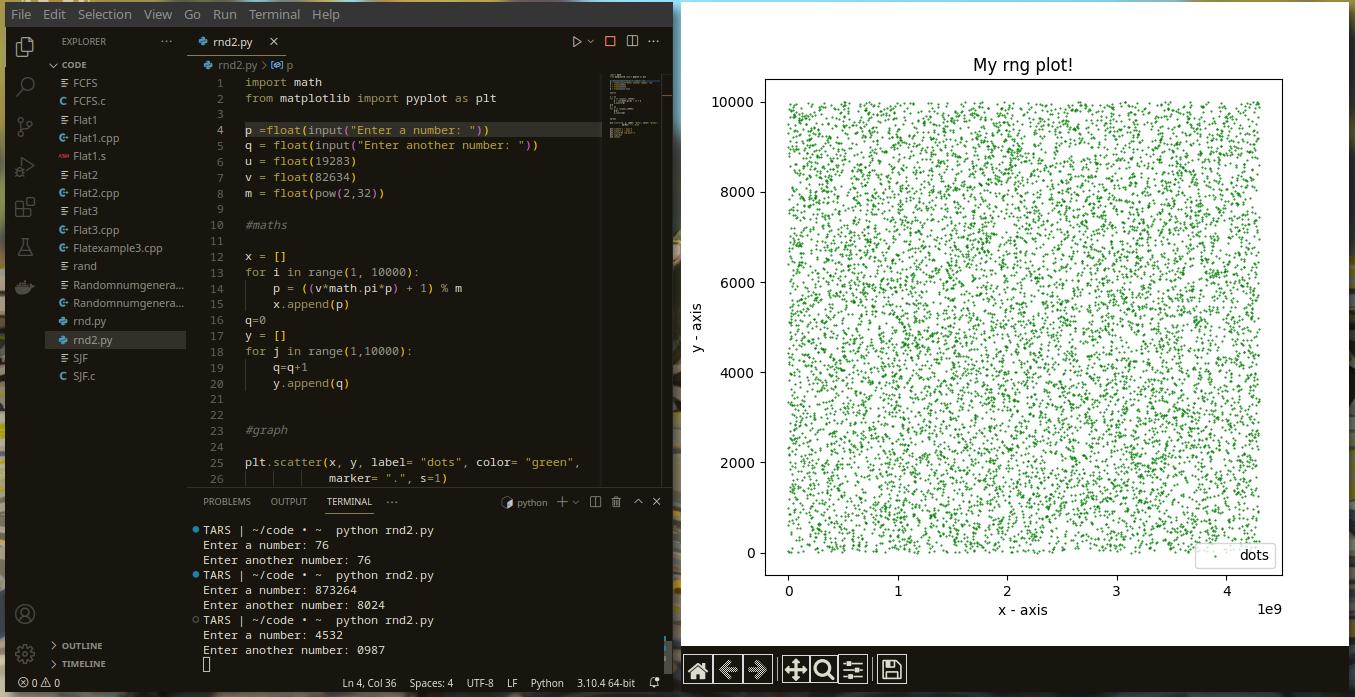 File Edit Selection View Go Run Terminal Help
EXPLORER
CODE
FCFS
FCFS.c
Flat1
Flat1.cpp
Flat1.s
Flat2
Flat2.cpp
Flat3
Flat3.cpp
Flatexample3.cpp
rand
Randomnumgenera...
Randomnumgenera...
rnd.py
rnd2.py
SJF
SJF.c
OUTLINE
TIMELINE
rnd2.py
rnd2.py > p
1 import math
2 from matplotlib import pyplot as plt
3
4 p =float(input("Enter a number: "))
5 q = float(input("Enter another number: "))
6 u = float(19283)
7 v = float(82634)
8 m = float(pow(2,32))
9
10 #maths
11
12 x = []
13 for i in range(1, 10000):
14 p = ((v*math.pi*p) + 1) % m
15 x.append(p)
16 q=0
17 y = []
18 for j in range(1,10000):
19 q=q+1
20 y.append(q)
21
22
23 #graph
24
25 plt.scatter(x, y, label= "dots", color= "green",
26 marker= ".", s=1)
PROBLEMS OUTPUT TERMINAL ... python
TARS | ~/code • ~ python rnd2.py
Enter a number: 76
Enter another number: 76
TARS | ~/code • ~ python rnd2.py
Enter a number: 873264
Enter another number: 8024
TARS | ~/code • ~ python rnd2.py
Enter a number: 4532
Enter another number: 0987
0 0 Ln 4, Col 36 Spaces: 4 UTF-8 LF Python 3.10.4 64-bit
My rng plot!
10000
8000
6000
4000
2000
0
y - axis
dots
0 1 2 3 4
1e9
x - axis